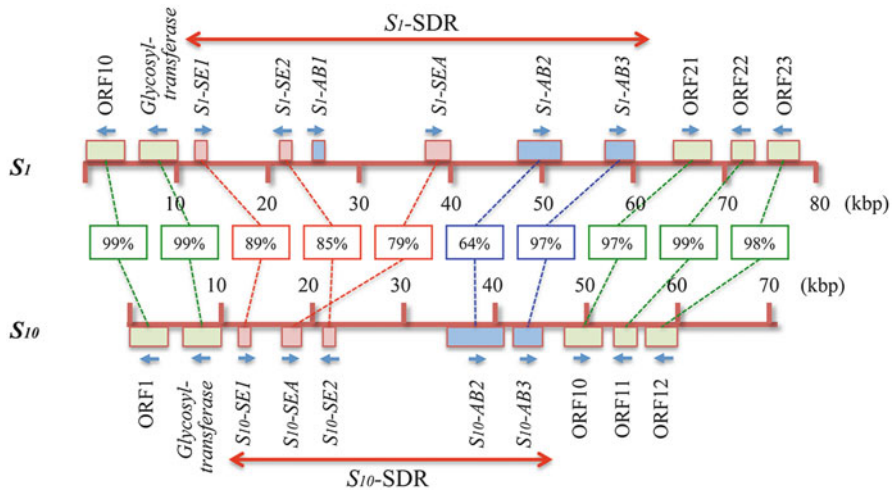 S1-SDR
ORF10
Glycosyl-
transferase
S1-SE1
S1-SE2
S1-AB1
S1-SEA
S1-AB2
S1-AB3
ORF21
ORF22
ORF23
S1
10 20 30 40 50 60 70 80 (kbp)
99% 99% 89% 85% 79% 64% 97% 97% 99% 98%
10 20 30 40 50 60 70 (kbp)
S10
ORF1
Glycosyl-
transferase
S10-SE1
S10-SEA
S10-SE2
S10-AB2
S10-AB3
ORF10
ORF11
ORF12
S10-SDR